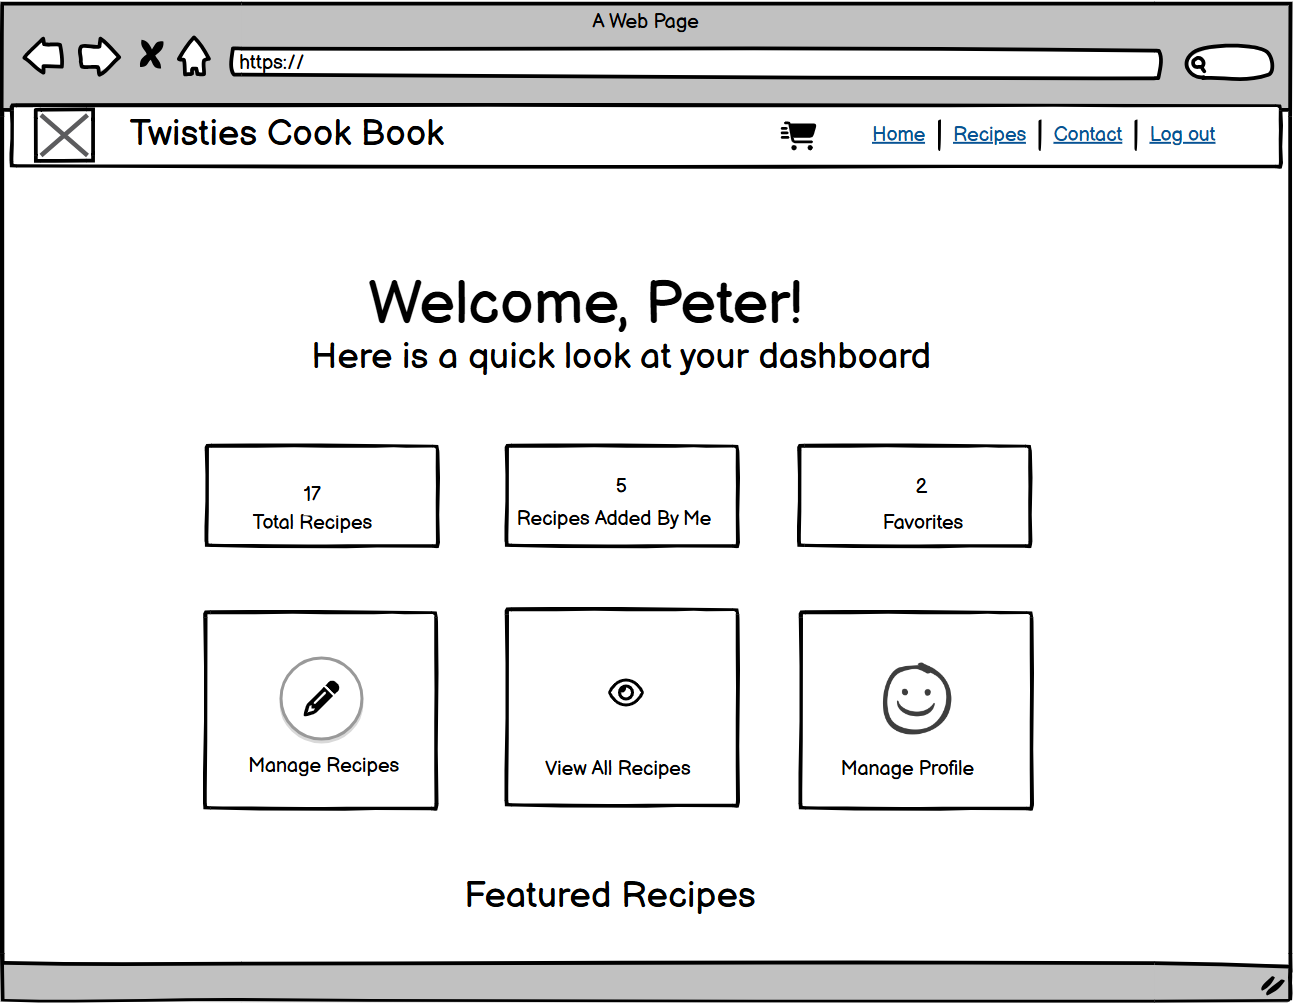 A Web Page
https://
Twisties Cook Book
Home | Recipes | Contact | Log out
Welcome, Peter!
Here is a quick look at your dashboard
17
Total Recipes
5
Recipes Added By Me
2
Favorites
Manage Recipes
View All Recipes
Manage Profile
Featured Recipes